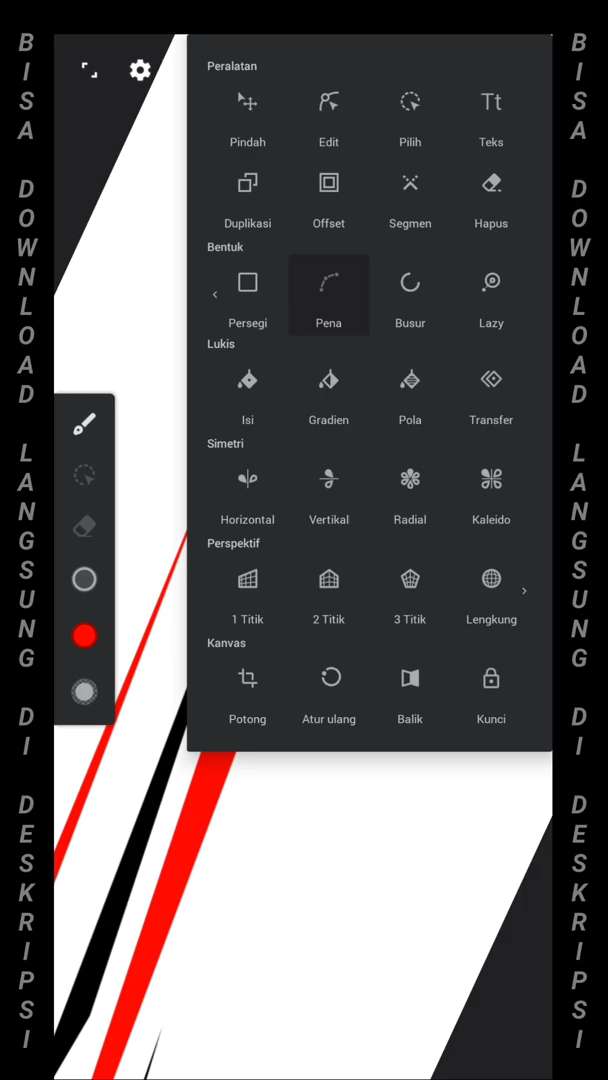 BISA DOWNLOAD LANGSUNG DI DESKRIPSI
Peralatan
Pindah Edit Pilih Teks
Duplikasi Offset Segmen Hapus
Bentuk
Persegi Pena Busur Lazy
Lukis
Isi Gradien Pola Transfer
Simetri
Horizontal Vertikal Radial Kaleido
Perspektif
1 Titik 2 Titik 3 Titik Lengkung
Kanvas
Potong Atur ulang Balik Kunci
BISA DOWNLOAD LANGSUNG DI DESKRIPSI